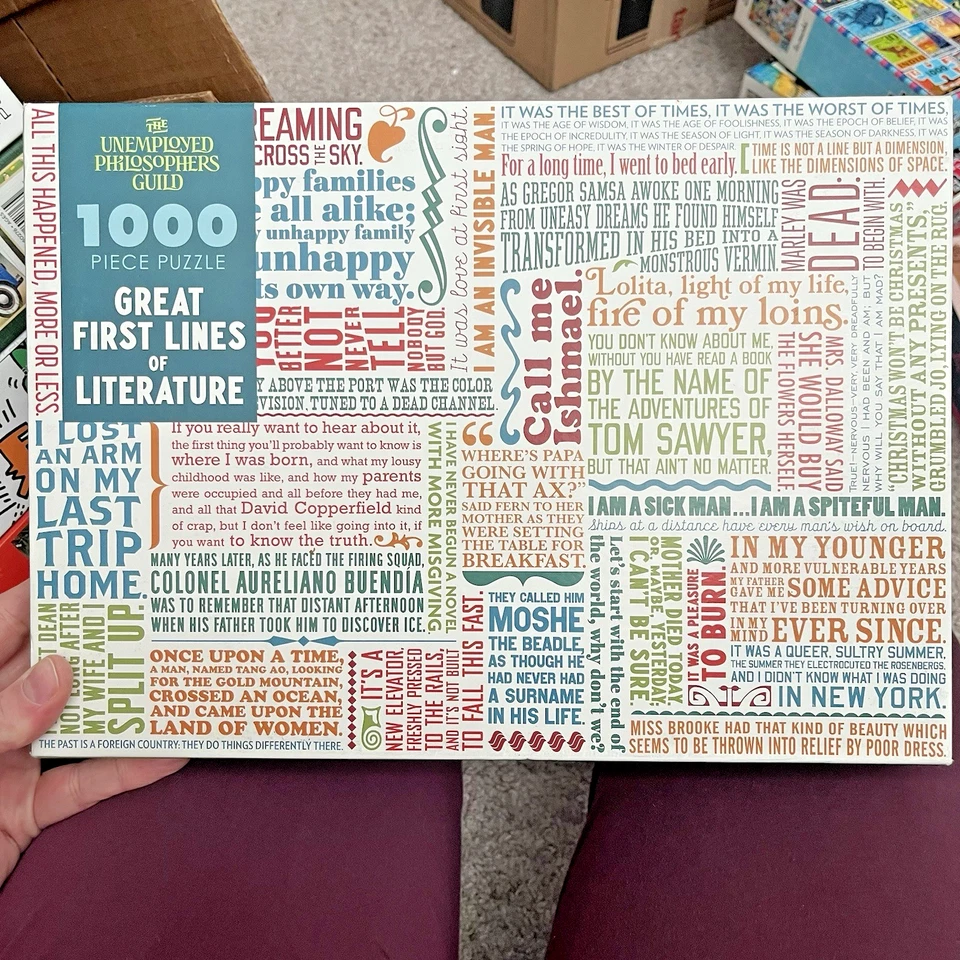 THE
UNEMPLOYED
PHILOSOPHERS
GUILD
1000
PIECE PUZZLE
GREAT
FIRST LINES
OF
LITERATURE
ALL THIS HAPPENED, MORE OR LESS.
REAMING
CROSS THE SKY.
ppy families
e all alike;
y unhappy family
unhappy
ts own way.
YOU
BETTER
NOT
NEVER
TELL
NOBODY
BUT GOD.
It was love at first sight.
I AM AN INVISIBLE MAN.
Y ABOVE THE PORT WAS THE COLOR
EVISION, TUNED TO A DEAD CHANNEL.
IT WAS THE BEST OF TIMES, IT WAS THE WORST OF TIMES,
IT WAS THE AGE OF WISDOM, IT WAS THE AGE OF FOOLISHNESS, IT WAS THE EPOCH OF BELIEF, IT WAS
THE EPOCH OF INCREDULITY, IT WAS THE SEASON OF LIGHT, IT WAS THE SEASON OF DARKNESS, IT WAS
THE SPRING OF HOPE, IT WAS THE WINTER OF DESPAIR.
For a long time, I went to bed early.
TIME IS NOT A LINE BUT A DIMENSION,
LIKE THE DIMENSIONS OF SPACE.
AS GREGOR SAMSA AWOKE ONE MORNING
FROM UNEASY DREAMS HE FOUND HIMSELF
TRANSFORMED IN HIS BED INTO A
MONSTROUS VERMIN
MARLEY WAS
DEAD.
TO BEGIN WITH.
Call me
Ishmael.
Lolita, light of my life,
fire of my loins.
YOU DON'T KNOW ABOUT ME,
WITHOUT YOU HAVE READ A BOOK
BY THE NAME OF
THE ADVENTURES OF
TOM SAWYER,
BUT THAT AIN'T NO MATTER.
MRS. DALLOWAY SAID
SHE WOULD BUY
THE FLOWERS HERSELF.
TRUE!–NERVOUS–VERY, VERY DREADFULLY
NERVOUS I HAD BEEN AND AM; BUT
WHY WILL YOU SAY THAT I AM MAD?
"CHRISTMAS WON'T BE CHRISTMAS
WITHOUT ANY PRESENTS,"
GRUMBLED JO, LYING ON THE RUG.
I LOST
AN ARM
ON MY
LAST
TRIP
HOME.
If you really want to hear about it,
the first thing you'll probably want to know is
where I was born, and what my lousy
childhood was like, and how my parents
were occupied and all before they had me,
and all that David Copperfield kind
of crap, but I don't feel like going into it, if
you want to know the truth.
I HAVE NEVER BEGUN A NOVEL
WITH MORE MISGIVING
"WHERE'S PAPA
GOING WITH
THAT AX?"
SAID FERN TO HER
MOTHER AS THEY
WERE SETTING
THE TABLE FOR
BREAKFAST.
I AM A SICK MAN...I AM A SPITEFUL MAN.
Ships at a distance have every man's wish on board.
MANY YEARS LATER, AS HE FACED THE FIRING SQUAD,
COLONEL AURELIANO BUENDÍA
WAS TO REMEMBER THAT DISTANT AFTERNOON
WHEN HIS FATHER TOOK HIM TO DISCOVER ICE.
IT DEAN
NOT LONG AFTER
MY WIFE AND I
SPLIT UP
ONCE UPON A TIME,
A MAN, NAMED TANG AO, LOOKING
FOR THE GOLD MOUNTAIN,
CROSSED AN OCEAN,
AND CAME UPON THE
LAND OF WOMEN.
THE PAST IS A FOREIGN COUNTRY: THEY DO THINGS DIFFERENTLY THERE.
IT'S A
NEW ELEVATOR,
FRESHLY PRESSED
TO THE RAILS,
AND IT'S NOT BUILT
TO FALL THIS FAST.
THEY CALLED HIM
MOSHE
THE BEADLE,
AS THOUGH HE
HAD NEVER HAD
A SURNAME
IN HIS LIFE.
Let's start with the end of
the world, why don't we?
MOTHER DIED TODAY.
OR MAYBE, YESTERDAY;
I CAN'T BE SURE
IT WAS A PLEASURE
TO BURN.
IN MY YOUNGER
AND MORE VULNERABLE YEARS
MY FATHER GAVE ME SOME ADVICE
THAT I'VE BEEN TURNING OVER
IN MY MIND EVER SINCE.
IT WAS A QUEER, SULTRY SUMMER,
THE SUMMER THEY ELECTROCUTED THE ROSENBERGS,
AND I DIDN'T KNOW WHAT I WAS DOING
IN NEW YORK.
MISS BROOKE HAD THAT KIND OF BEAUTY WHICH
SEEMS TO BE THROWN INTO RELIEF BY POOR DRESS.
1000